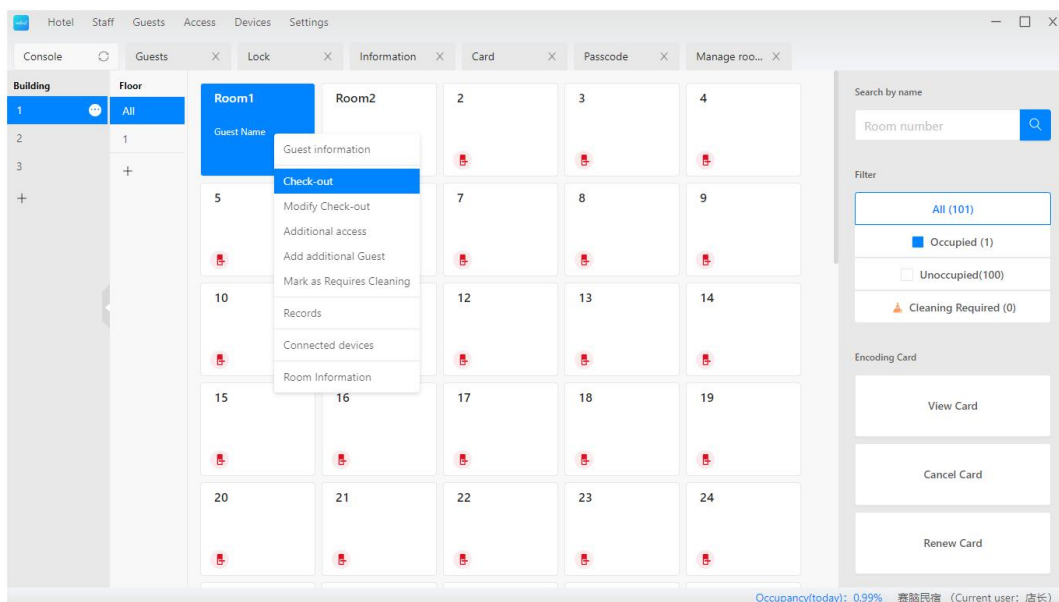 Hotel Staff Guests Access Devices Settings
Console Guests Lock Information Card Passcode Manage roo...
Building
1
2
3
+
Floor
All
1
+
Room1 Room2 2 3 4
Guest Name
Guest information
Check-out
Modify Check-out
Additional access
Add additional Guest
Mark as Requires Cleaning
Records
Connected devices
Room Information
5 7 8 9
10 12 13 14
15 16 17 18 19
20 21 22 23 24
Search by name
Room number
Filter
All (101)
Occupied (1)
Unoccupied(100)
Cleaning Required (0)
Encoding Card
View Card
Cancel Card
Renew Card
Occupancy(today): 0.99% 赛脑民宿 (Current user: 店长)